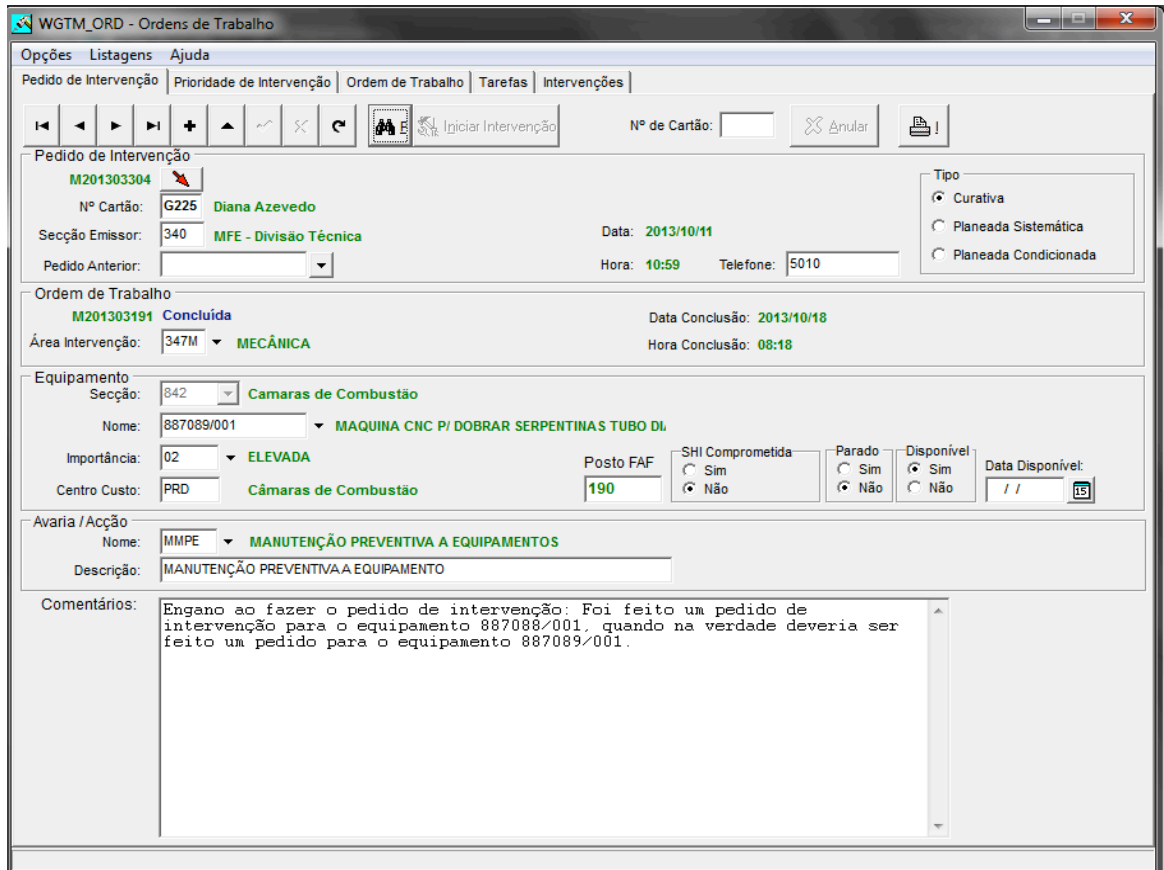 WGTM_ORD - Ordens de Trabalho
Opções Listagens Ajuda
Pedido de Intervenção Prioridade de Intervenção Ordem de Trabalho Tarefas Intervenções
Iniciar Intervenção Nº de Cartão: Anular
Pedido de Intervenção
M201303304
Nº Cartão: G225 Diana Azevedo
Secção Emissor: 340 MFE - Divisão Técnica
Pedido Anterior:
Data: 2013/10/11
Hora: 10:59 Telefone: 5010
Tipo
Curativa
Planeada Sistemática
Planeada Condicionada
Ordem de Trabalho
M201303191 Concluída
Área Intervenção: 347M MECÂNICA
Data Conclusão: 2013/10/18
Hora Conclusão: 08:18
Equipamento
Secção: 842 Camaras de Combustão
Nome: 887089/001 MAQUINA CNC P/ DOBRAR SERPENTINAS TUBO
Importância: 02 ELEVADA
Centro Custo: PRD Câmaras de Combustão
Posto FAF
190
SHI Comprometida
Sim
Não
Parado
Sim
Não
Disponível
Sim
Não
Data Disponível:
/ /
15
Avaria / Acção
Nome: MMPE MANUTENÇÃO PREVENTIVA A EQUIPAMENTOS
Descrição: MANUTENÇÃO PREVENTIVA A EQUIPAMENTO
Comentários:
Engano ao fazer o pedido de intervenção: Foi feito um pedido de
intervenção para o equipamento 887088/001, quando na verdade deveria ser
feito um pedido para o equipamento 887089/001.